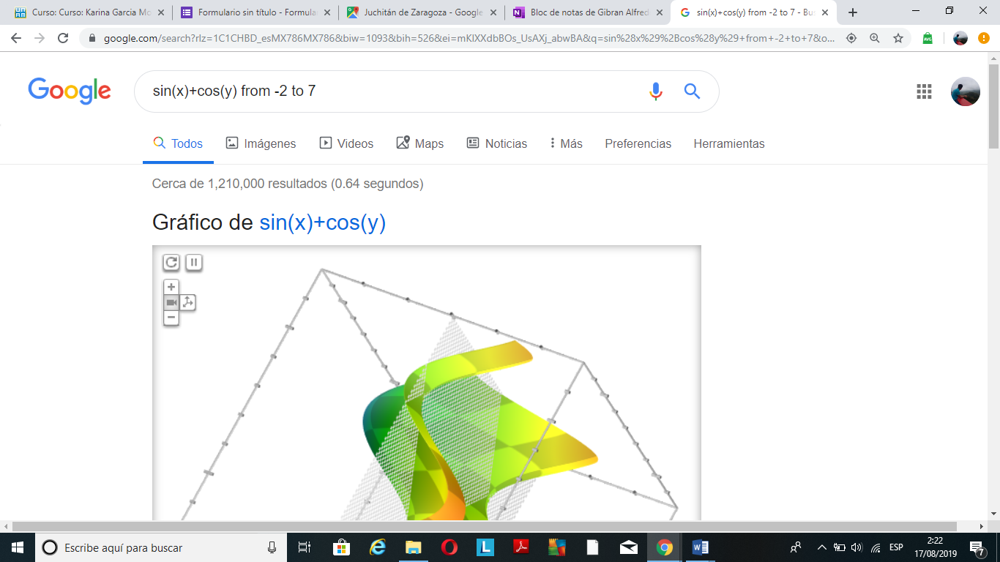 Curso: Curso: Karina Garcia Mo
Formulario sin título - Formula
Juchitán de Zaragoza - Google
Bloc de notas de Gibran Alfred
sin(x)+cos(y) from -2 to 7 - Bus
google.com/search?rlz=1C1CHBD_esMX786MX786&biw=1093&bih=526&ei=mKlXXdbBOs_UsAXj_abwBA&q=sin%28x%29%2Bcos%28y%29+from+-2+to+7&o...
AVG
Google
sin(x)+cos(y) from -2 to 7
Todos Imágenes Videos Maps Noticias Más Preferencias Herramientas
Cerca de 1,210,000 resultados (0.64 segundos)
Gráfico de sin(x)+cos(y)
Escribe aquí para buscar
ESP
2:22
17/08/2019
7